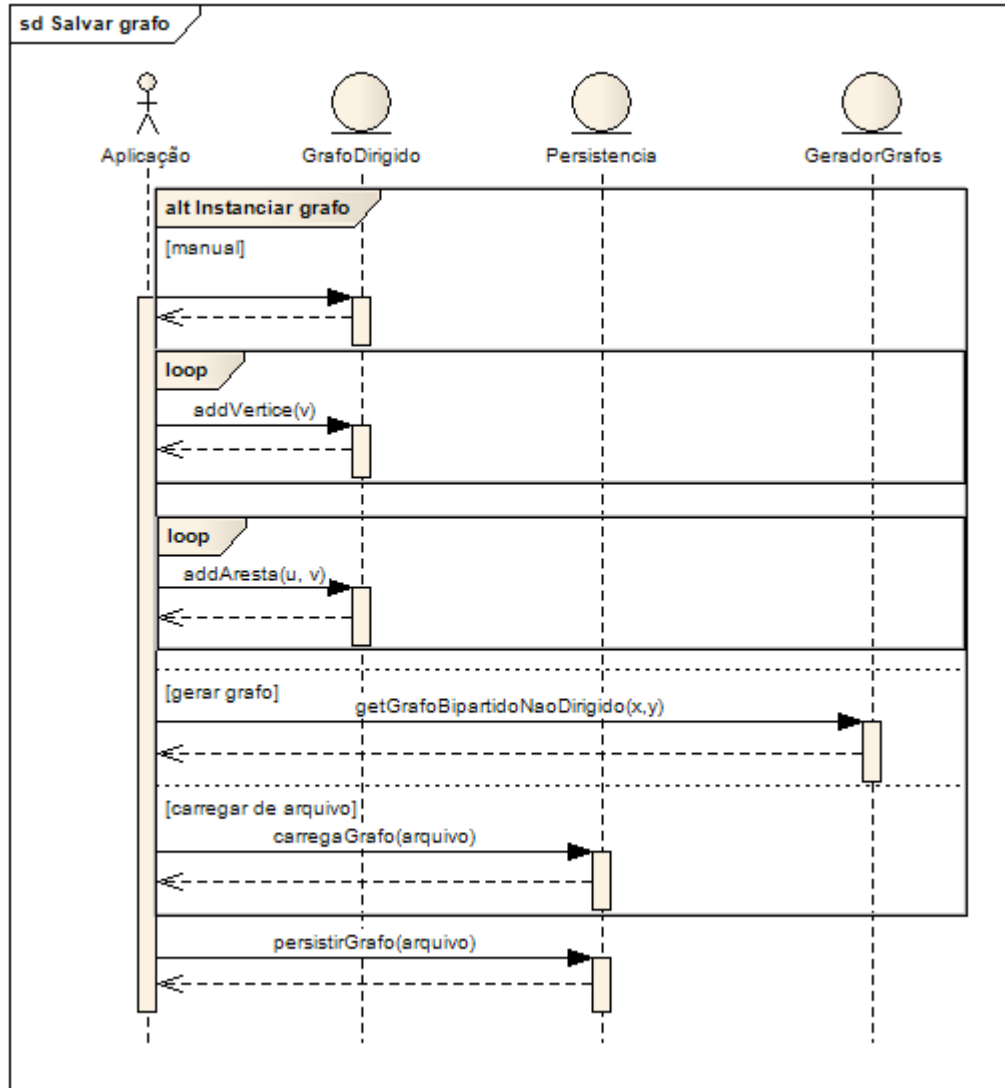 sd Salvar grafo
Aplicação
GrafoDirigido
Persistencia
GeradorGrafos
alt Instanciar grafo
[manual]
loop
addVertice(v)
loop
addAresta(u, v)
[gerar grafo]
getGrafoBipartidoNaoDirigido(x,y)
[carregar de arquivo]
carregaGrafo(arquivo)
persistirGrafo(arquivo)